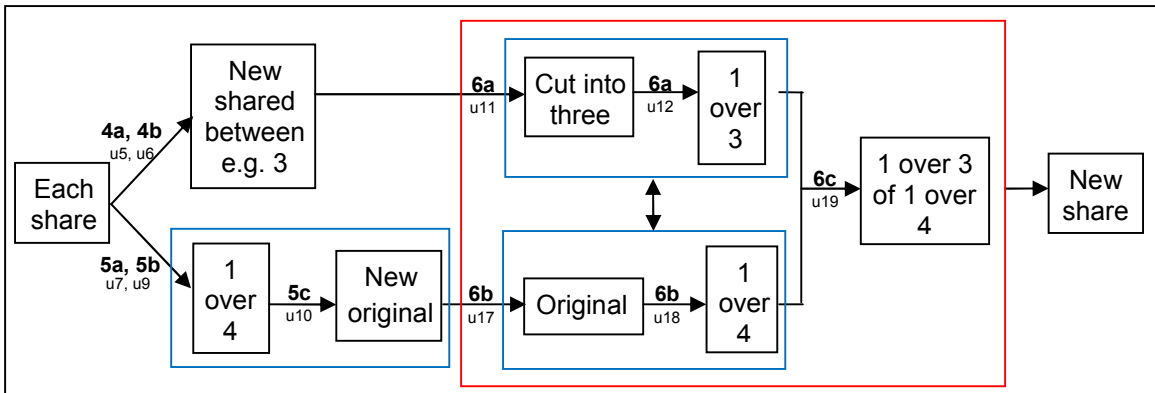 Each
share
4a, 4b
u5, u6
New
shared
between
e.g. 3
5a, 5b
u7, u9
1
over
4
5c
u10
New
original
6a
u11
Cut into
three
6a
u12
1
over
3
6b
u17
Original
6b
u18
1
over
4
6c
u19
1 over 3
of 1 over
4
New
share